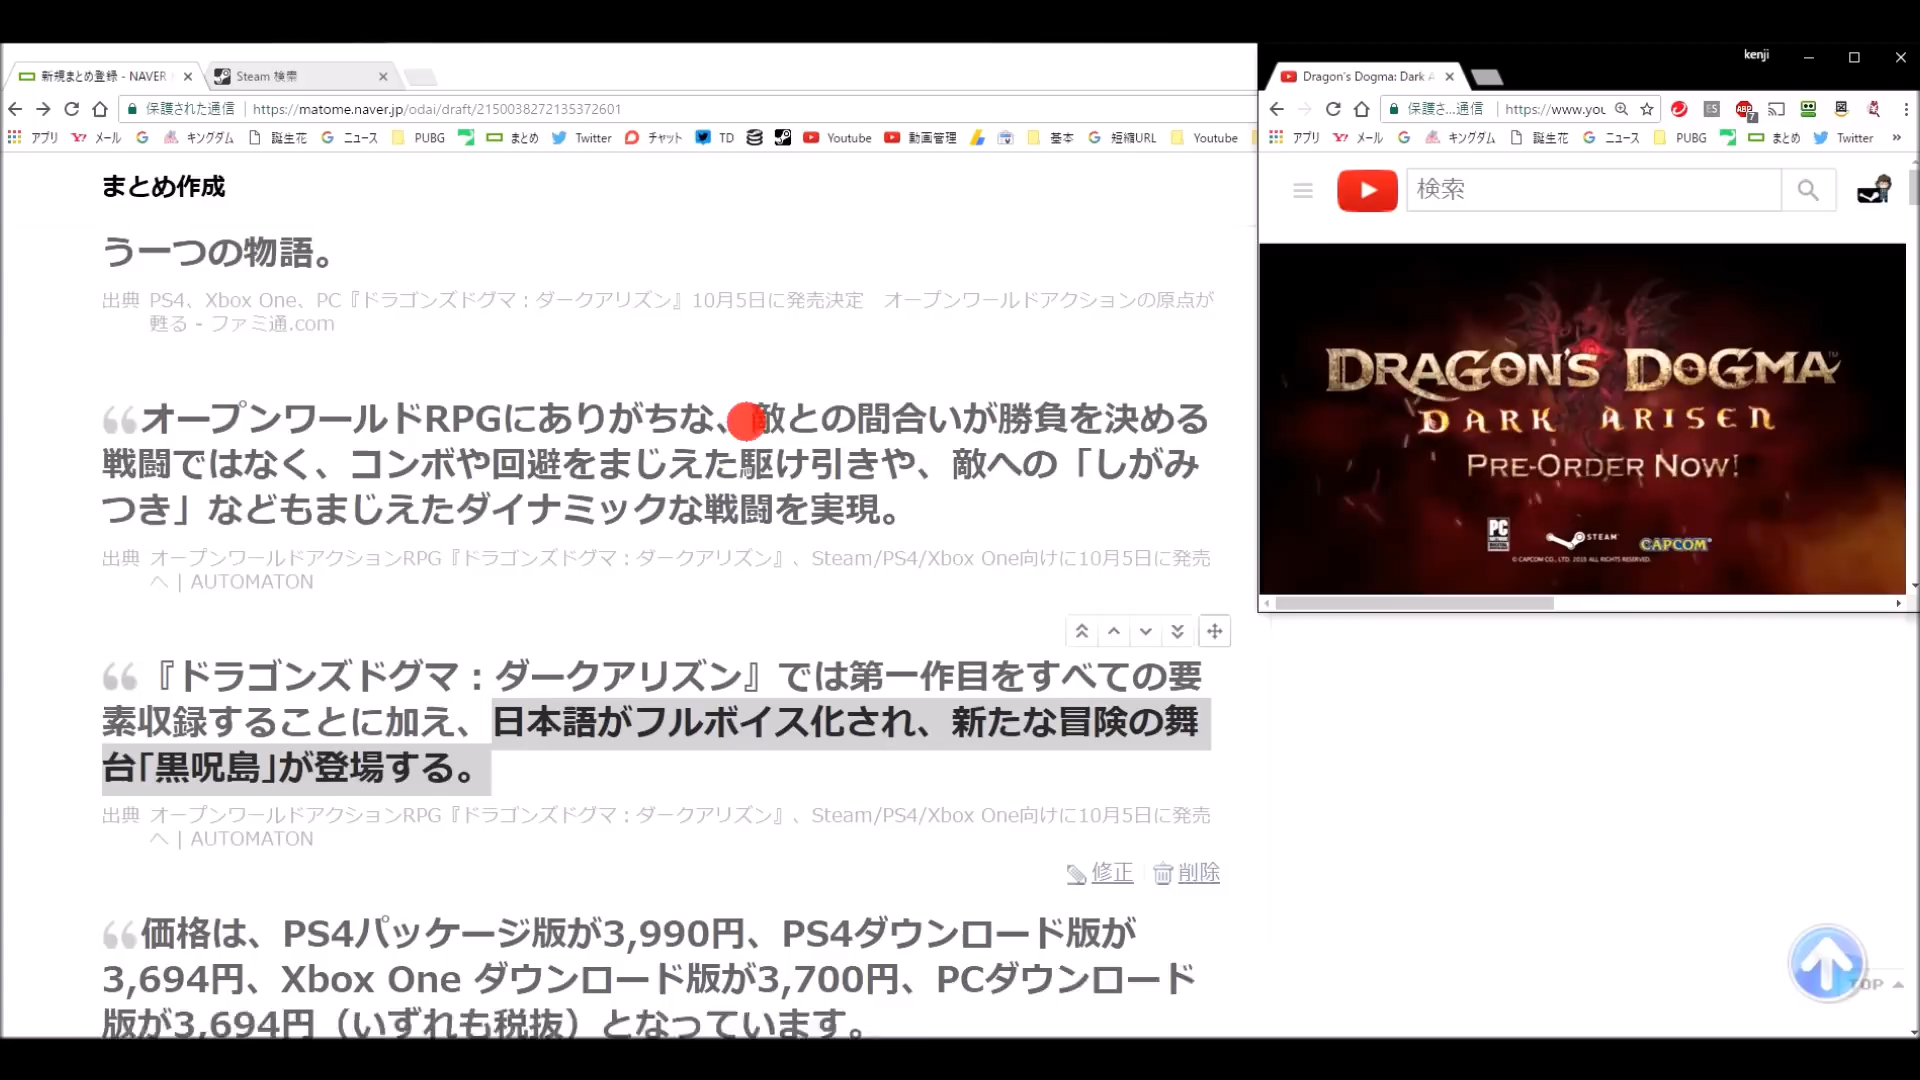 新規まとめ登録 - NAVER
Steam 検索
保護された通信 https://matome.naver.jp/odai/draft/2150038272135372601
アプリ メール キングダム 誕生花 ニュース PUBG まとめ Twitter チャット TD Youtube 動画管理 基本 短縮URL Youtube
まとめ作成
う一つの物語。
出典 PS4、Xbox One、PC『ドラゴンズドグマ：ダークアリズン』10月5日に発売決定　オープンワールドアクションの原点が
甦る - ファミ通.com
オープンワールドRPGにありがちな、敵との間合いが勝負を決める
戦闘ではなく、コンボや回避をまじえた駆け引きや、敵への「しがみ
つき」などもまじえたダイナミックな戦闘を実現。
出典 オープンワールドアクションRPG『ドラゴンズドグマ：ダークアリズン』、Steam/PS4/Xbox One向けに10月5日に発売
へ | AUTOMATON
『ドラゴンズドグマ：ダークアリズン』では第一作目をすべての要
素収録することに加え、日本語がフルボイス化され、新たな冒険の舞
台｢黒呪島｣が登場する。
出典 オープンワールドアクションRPG『ドラゴンズドグマ：ダークアリズン』、Steam/PS4/Xbox One向けに10月5日に発売
へ | AUTOMATON
修正 削除
価格は、PS4パッケージ版が3,990円、PS4ダウンロード版が
3,694円、Xbox One ダウンロード版が3,700円、PCダウンロード
版が3,694円（いずれも税抜）となっています。
kenji
Dragon's Dogma: Dark A
保護さ...通信 https://www.you
ABP 7
アプリ メール キングダム 誕生花 ニュース PUBG まとめ Twitter »
検索
DRAGON'S DOGMA™
DARK ARISEN
PRE-ORDER NOW!
PC STEAM CAPCOM
© CAPCOM CO., LTD. 2015 ALL RIGHTS RESERVED.
TOP